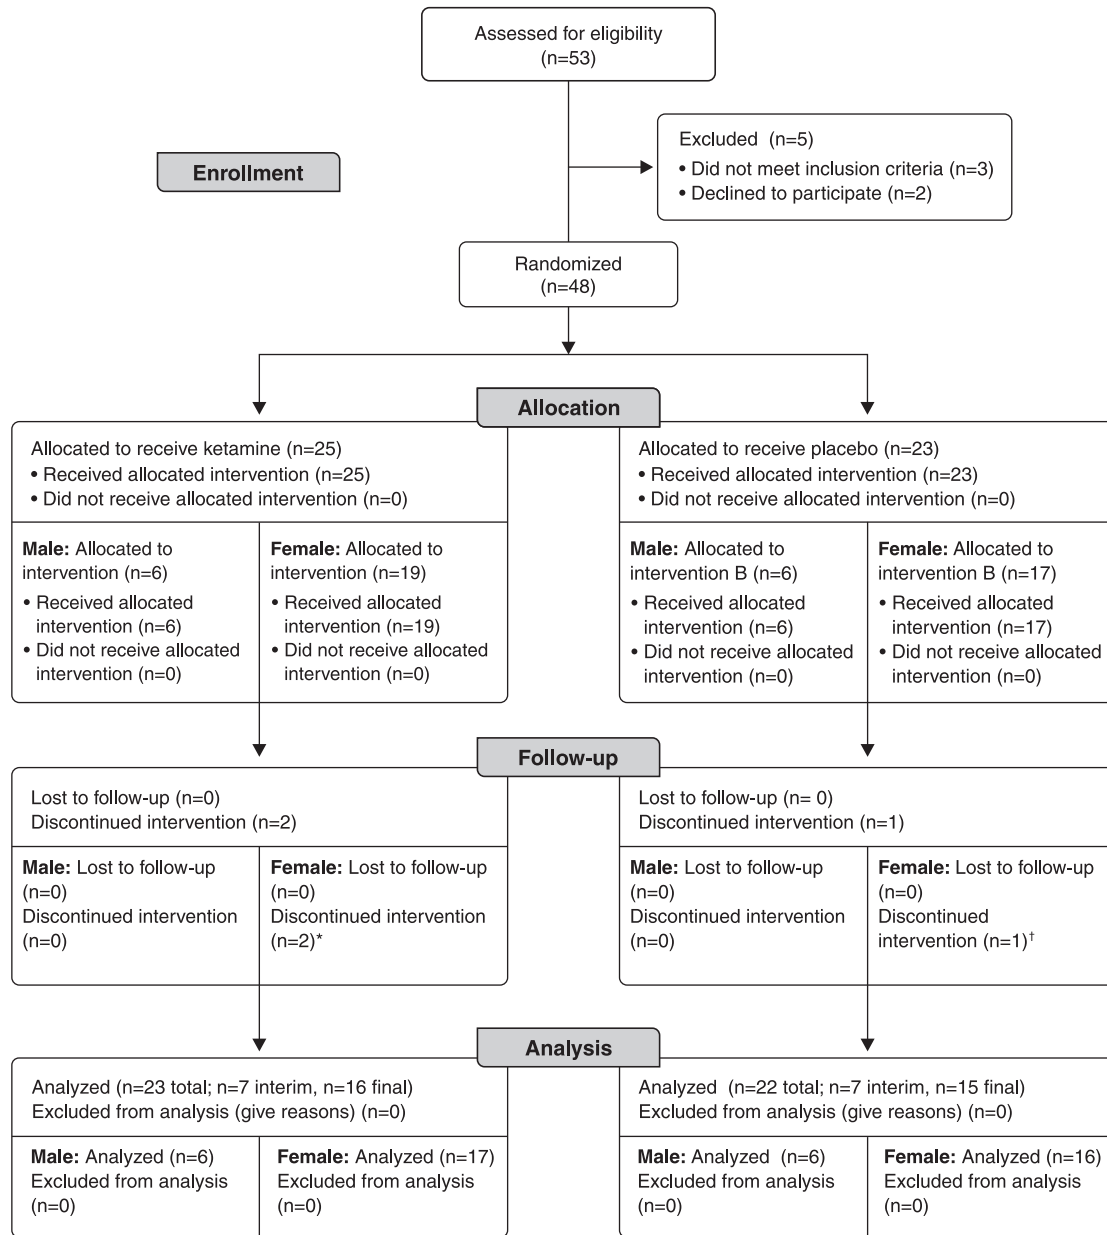 Assessed for eligibility
(n=53)
Excluded (n=5)
• Did not meet inclusion criteria (n=3)
• Declined to participate (n=2)
Enrollment
Randomized
(n=48)
Allocation
Allocated to receive ketamine (n=25)
• Received allocated intervention (n=25)
• Did not receive allocated intervention (n=0)
Male: Allocated to
intervention (n=6)
• Received allocated
intervention (n=6)
• Did not receive allocated
intervention (n=0)
Female: Allocated to
intervention (n=19)
• Received allocated
intervention (n=19)
• Did not receive allocated
intervention (n=0)
Allocated to receive placebo (n=23)
• Received allocated intervention (n=23)
• Did not receive allocated intervention (n=0)
Male: Allocated to
intervention B (n=6)
• Received allocated
intervention (n=6)
• Did not receive allocated
intervention (n=0)
Female: Allocated to
intervention B (n=17)
• Received allocated
intervention (n=17)
• Did not receive allocated
intervention (n=0)
Follow-up
Lost to follow-up (n=0)
Discontinued intervention (n=2)
Male: Lost to follow-up
(n=0)
Discontinued intervention
(n=0)
Female: Lost to follow-up
(n=0)
Discontinued intervention
(n=2)*
Lost to follow-up (n= 0)
Discontinued intervention (n=1)
Male: Lost to follow-up
(n=0)
Discontinued intervention
(n=0)
Female: Lost to follow-up
(n=0)
Discontinued
intervention (n=1)†
Analysis
Analyzed (n=23 total; n=7 interim, n=16 final)
Excluded from analysis (give reasons) (n=0)
Male: Analyzed (n=6)
Excluded from analysis
(n=0)
Female: Analyzed (n=17)
Excluded from analysis
(n=0)
Analyzed (n=22 total; n=7 interim, n=15 final)
Excluded from analysis (give reasons) (n=0)
Male: Analyzed (n=6)
Excluded from analysis
(n=0)
Female: Analyzed (n=16)
Excluded from analysis
(n=0)